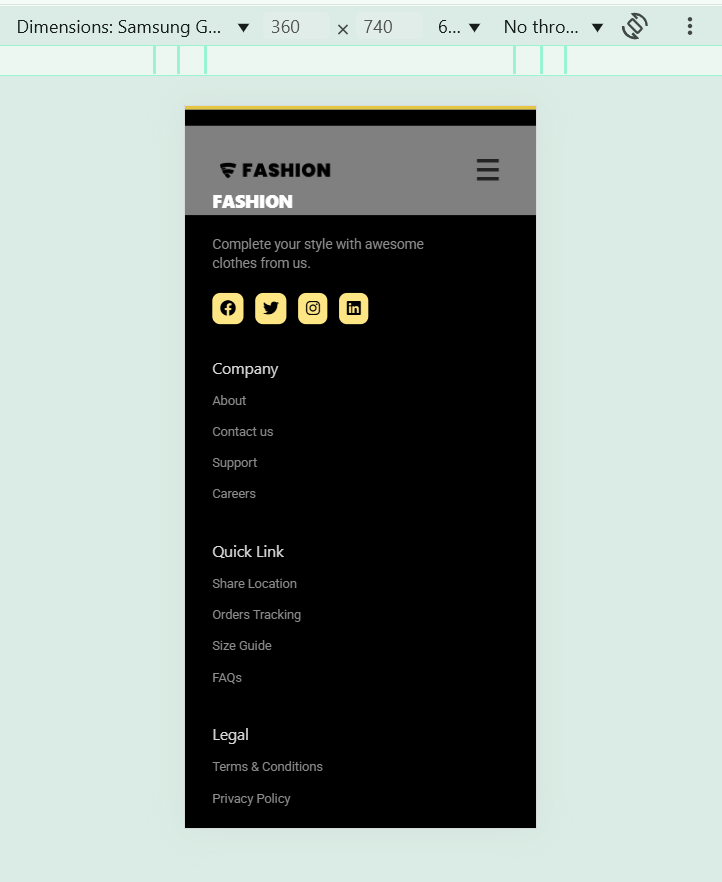 Dimensions: Samsung G... 360 × 740 6... No thro...
FASHION
FASHION
Complete your style with awesome
clothes from us.
Company
About
Contact us
Support
Careers
Quick Link
Share Location
Orders Tracking
Size Guide
FAQs
Legal
Terms & Conditions
Privacy Policy